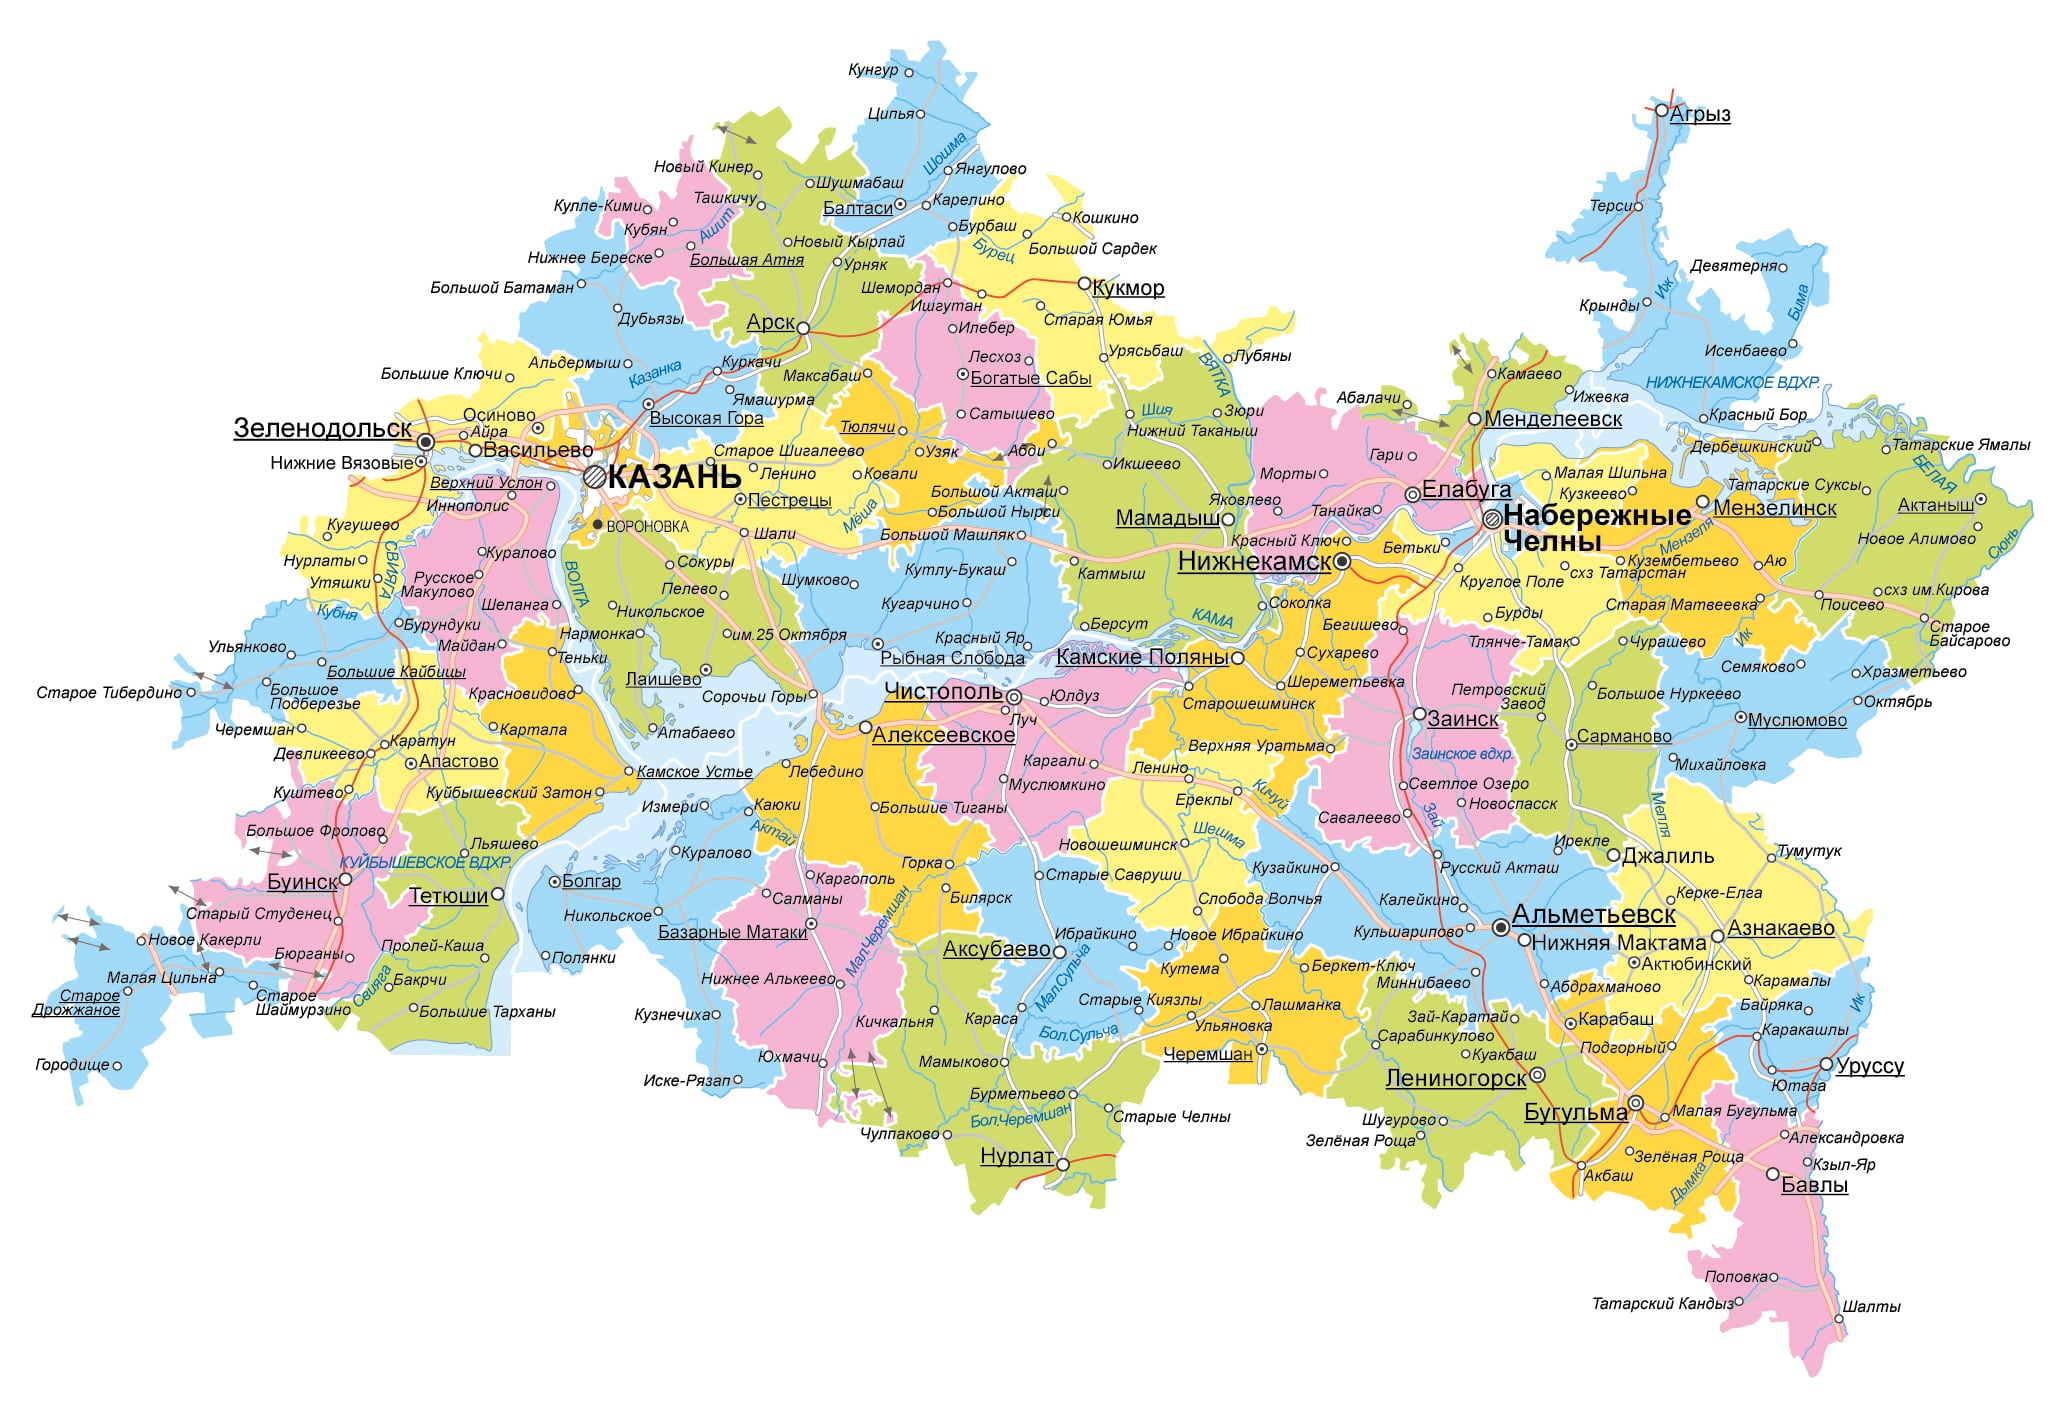 Кунгур
Ципья
Агрыз
Шошма
Новый Кинер
Янгулово
Шушмабаш
Ташкичу
Балтаси
Карелино
Терси
Кулле-Кими
Ашит
Кошкино
Кубян
Бурбаш
Новый Кырлай
Бурец
Большой Сардек
Нижнее Береске
Большая Атня
Урняк
Девятерня
Большой Батаман
Шемордан
Кукмор
Иж
Бима
Ишгутан
Крынды
Дубьязы
Арск
Илебер
Старая Юмья
Альдермыш
Куркачи
Лесхоз
Урясьбаш
ВЯТКА
Лубяны
Исенбаево
Большие Ключи
Казанка
Максабаш
Богатые Сабы
Камаево
НИЖНЕКАМСКОЕ ВДХР.
Ямашурма
Абалачи
Ижевка
Осиново
Высокая Гора
Сатышево
Шия
Зюри
Менделеевск
Красный Бор
Зеленодольск
Айра
Тюлячи
Нижний Таканыш
Васильево
Старое Шигалеево
Узяк
Абди
Гари
Дербешкинский
Татарские Ямалы
Нижние Вязовые
КАЗАНЬ
Ленино
Ковали
Икшеево
Морты
Малая Шильна
БЕЛАЯ
Верхний Услон
Пестрецы
Большой Акташ
Яковлево
Елабуга
Кузкеево
Татарские Суксы
Иннополис
Большой Нырси
Мамадыш
Танайка
Набережные
Челны
Мензелинск
Актаныш
Кугушево
ВОРОНОВКА
Мёша
Шали
Большой Машляк
Красный Ключ
Бетьки
Мензеля
Новое Алимово
Сюнь
Нурлаты
СВИЯГА
Куралово
Сокуры
Кутлу-Букаш
Катмыш
Нижнекамск
Кузембетьево
Аю
Утяшки
Русское
Макулово
ВОЛГА
Шумково
Круглое Поле
схз Татарстан
Пелево
Кугарчино
Соколка
Старая Матвеевка
Поисево
схз им.Кирова
Кубня
Шеланга
Никольское
КАМА
Бурды
Бурундуки
Нармонка
им.25 Октября
Берсут
Бегишево
Старое
Байсарово
Ульянково
Майдан
Теньки
Красный Яр
Тлянче-Тамак
Чурашево
Ик
Большие Кайбицы
Рыбная Слобода
Камские Поляны
Сухарево
Семяково
Старое Тибердино
Большое
Подберезье
Красновидово
Лаишево
Сорочьи Горы
Чистополь
Юлдуз
Шереметьевка
Петровский
Завод
Большое Нуркеево
Хразметьево
Старошешминск
Октябрь
Черемшан
Картала
Атабаево
Луч
Алексеевское
Заинск
Муслюмово
Девликеево
Каратун
Верхняя Уратьма
Заинское вдхр.
Сарманово
Апастово
Камское Устье
Лебедино
Каргали
Ленино
Михайловка
Куштево
Куйбышевский Затон
Муслюмкино
Светлое Озеро
Измери
Каюки
Большие Тиганы
Ереклы
Кичуй
Новоспасск
Мелля
Большое Фролово
Актай
Савалеево
Зай
Шешма
Льяшево
Куралово
Новошешминск
Ирекле
КУЙБЫШЕВСКОЕ ВДХР.
Горка
Кузайкино
Русский Акташ
Джалиль
Тумутук
Буинск
Болгар
Каргополь
Старые Савруши
Тетюши
Салманы
Билярск
Слобода Волчья
Калейкино
Керке-Елга
Старый Студенец
Никольское
Мал.Черемшан
Альметьевск
Базарные Матаки
Ибрайкино
Новое Ибрайкино
Кульшарипово
Азнакаево
Новое Какерли
Пролей-Каша
Аксубаево
Нижняя Мактама
Бюрганы
Полянки
Кутема
Беркет-Ключ
Актюбинский
Малая Цильна
Свияга
Бакрчи
Нижнее Алькеево
Мал.Сульча
Миннибаево
Абдрахманово
Карамалы
Старое
Дрожжаное
Старое
Шаймурзино
Старые Киязлы
Лашманка
Байряка
Ик
Большие Тарханы
Кузнечиха
Кичкальня
Караса
Зай-Каратай
Карабаш
Бол.Сульча
Ульяновка
Сарабинкулово
Каракашлы
Городище
Юхмачи
Мамыково
Черемшан
Куакбаш
Подгорный
Уруссу
Иске-Рязап
Лениногорск
Ютаза
Бурметьево
Бол.Черемшан
Старые Челны
Бугульма
Малая Бугульма
Чулпаково
Шугурово
Зелёная Роща
Александровка
Нурлат
Зелёная Роща
Кзыл-Яр
Акбаш
Дымка
Бавлы
Поповка
Татарский Кандыз
Шалты